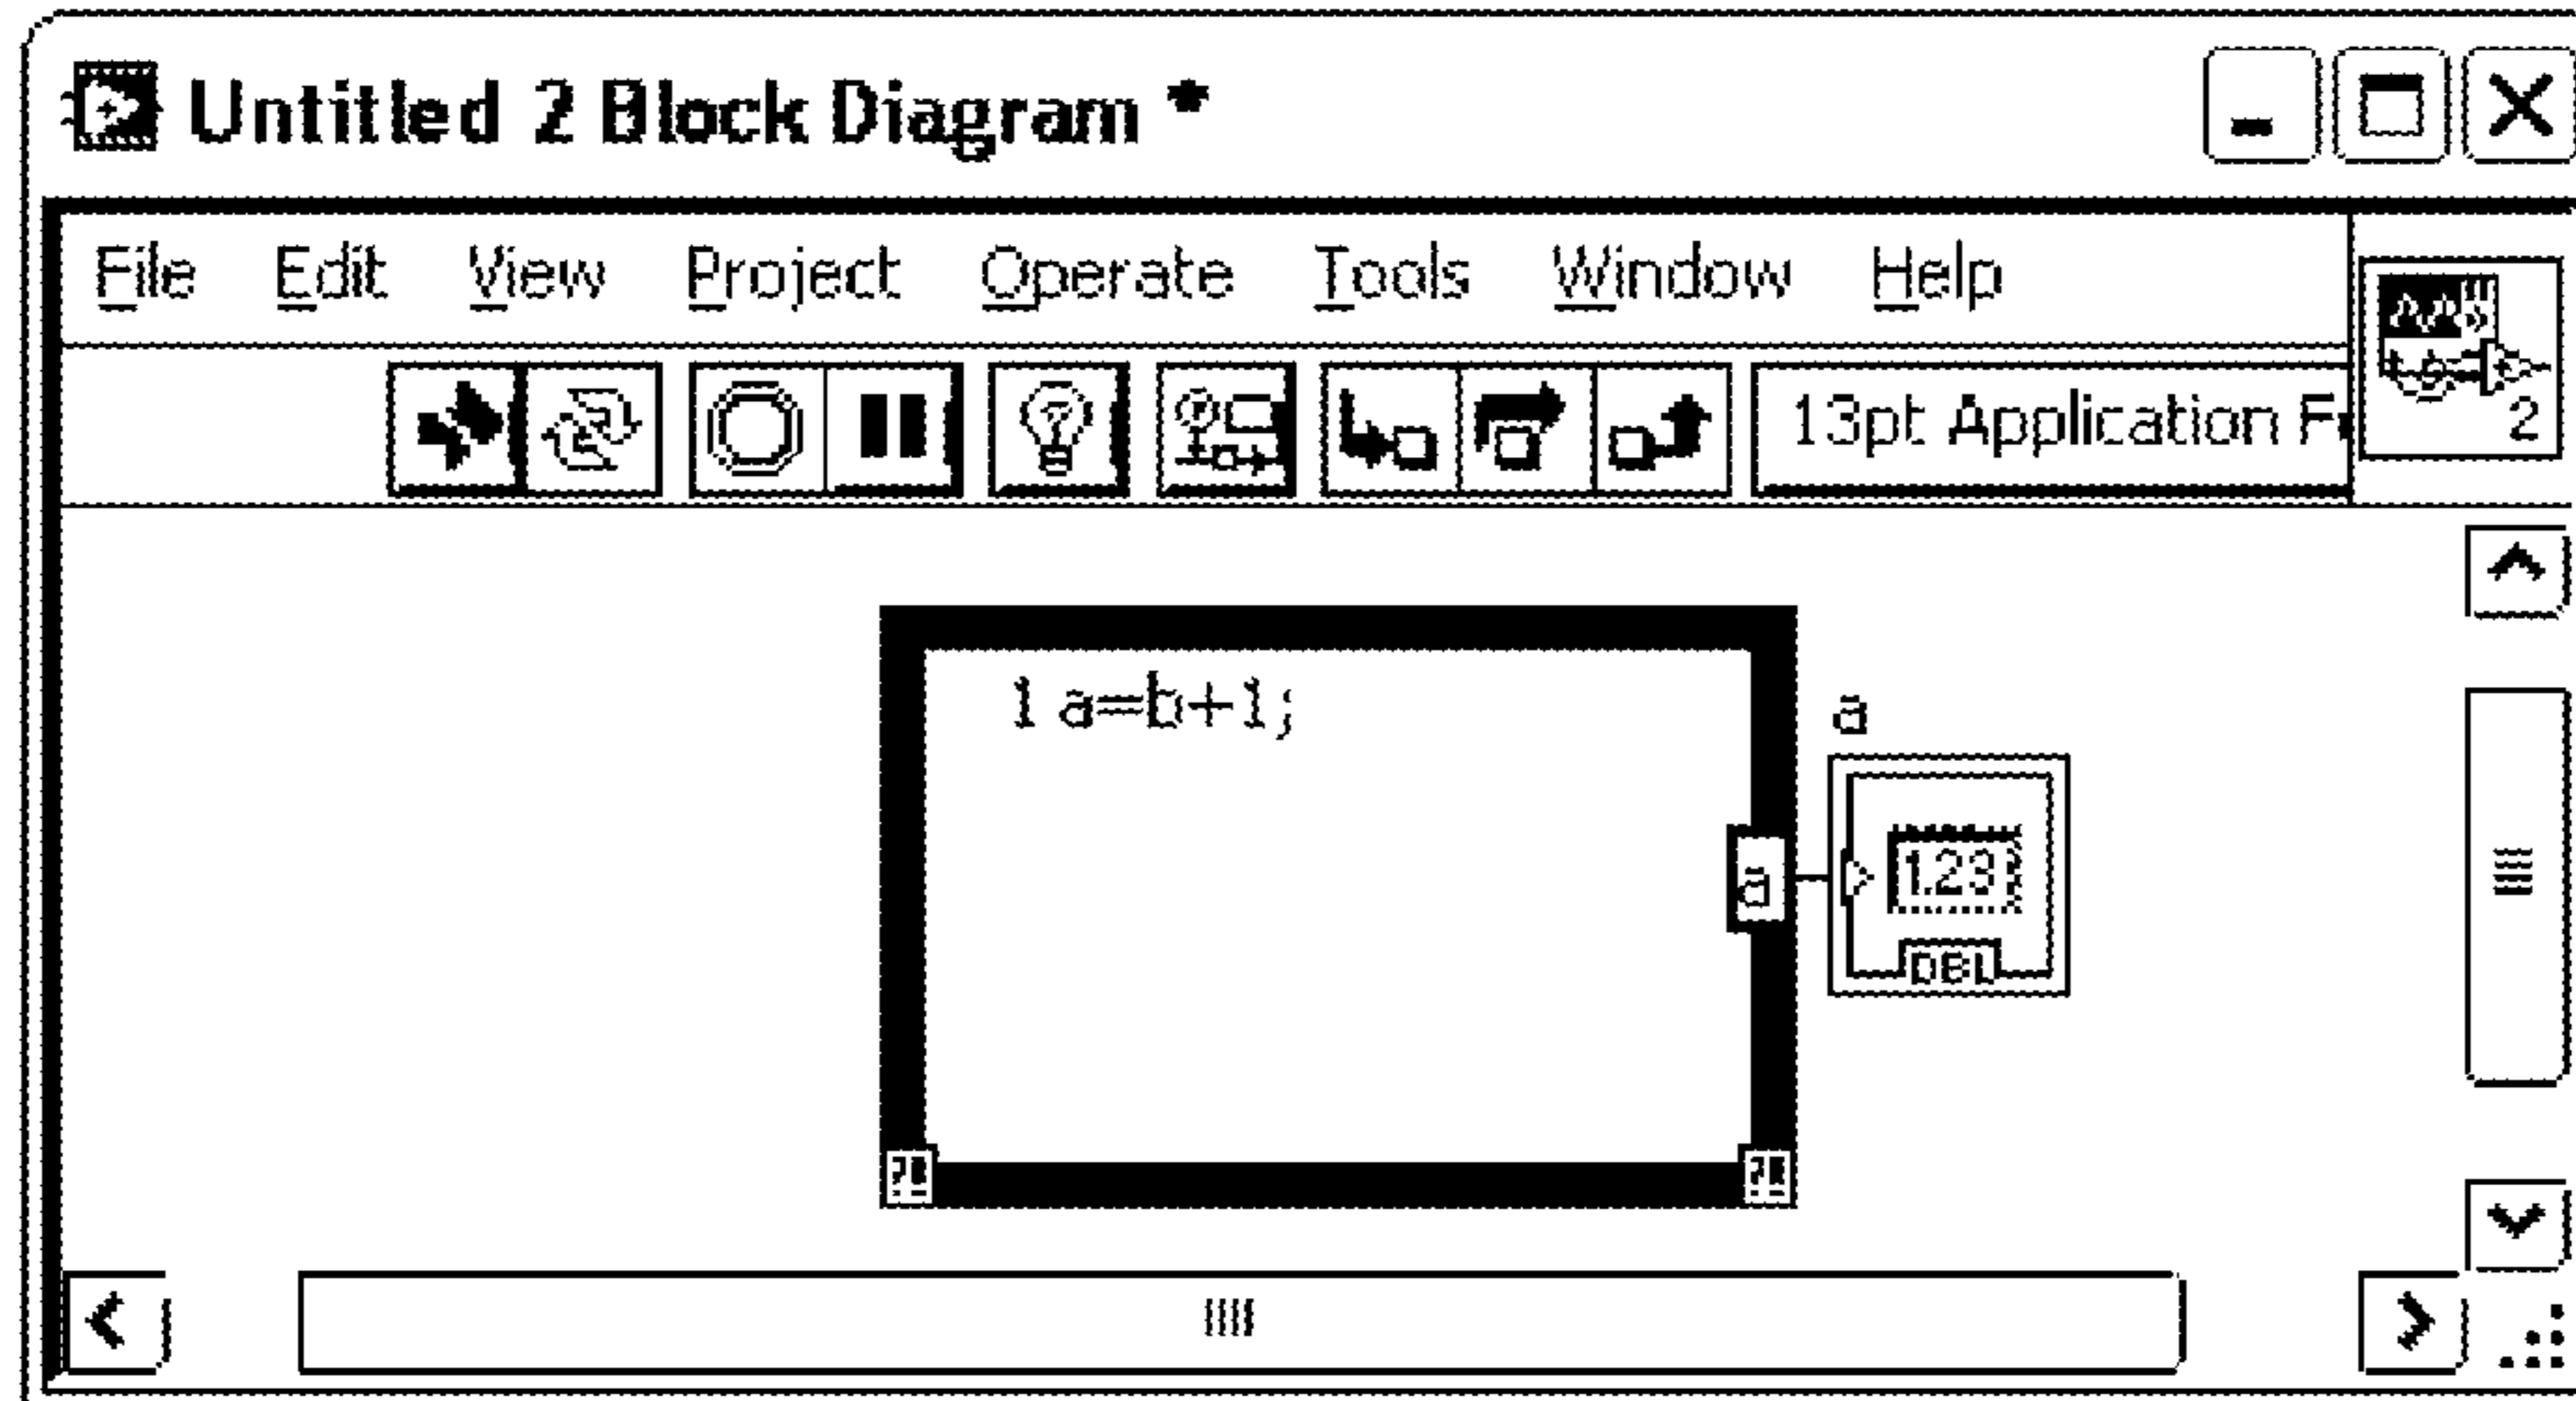 Untitled 2 Block Diagram *
File Edit View Project Operate Tools Window Help
13pt Application
2
1 a=b+1;
a
a
1.23
DBL